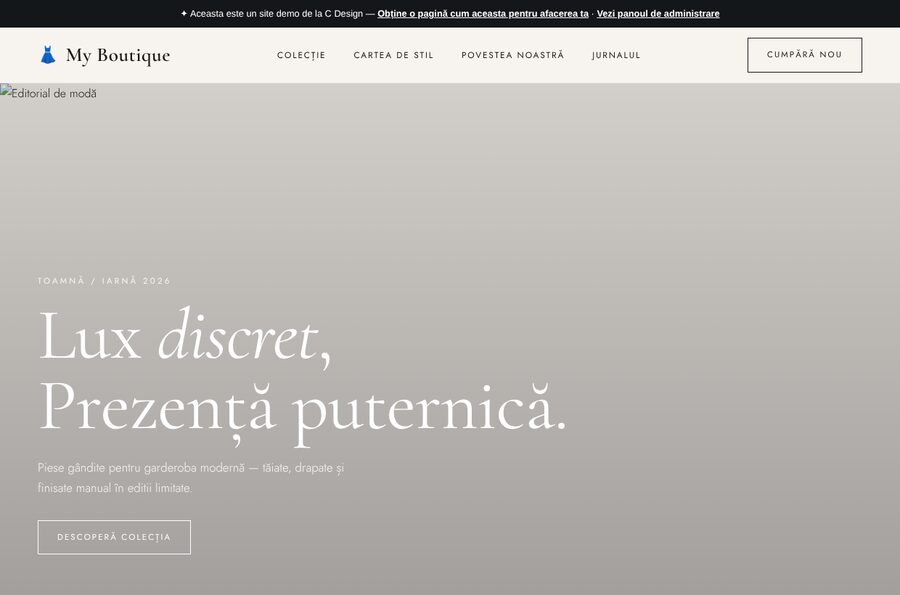 ✦ Aceasta este un site demo de la C Design — Obține o pagină cum aceasta pentru afacerea ta · Vezi panoul de administrare
My Boutique
COLECȚIE
CARTEA DE STIL
POVESTEA NOASTRĂ
JURNALUL
CUMPĂRĂ NOU
Editorial de modă
TOAMNĂ / IARNĂ 2026
Lux discret,
Prezență puternică.
Piese gândite pentru garderoba modernă — tăiate, drapate și
finisate manual în editii limitate.
DESCOPERĂ COLECȚIA